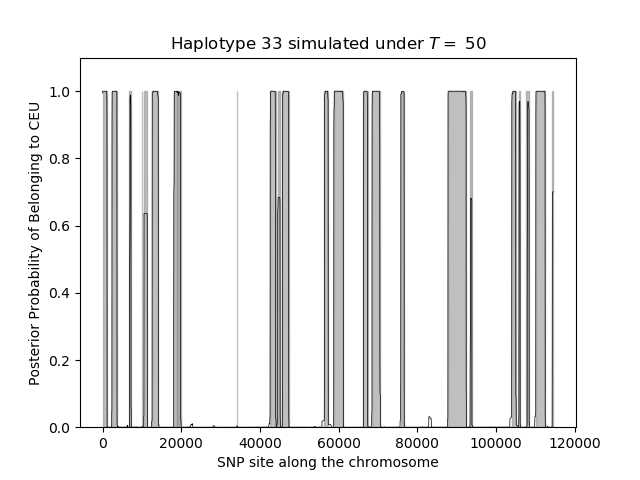 Haplotype 33 simulated under T = 50
Posterior Probability of Belonging to CEU
1.0
0.8
0.6
0.4
0.2
0.0
0 20000 40000 60000 80000 100000 120000
SNP site along the chromosome